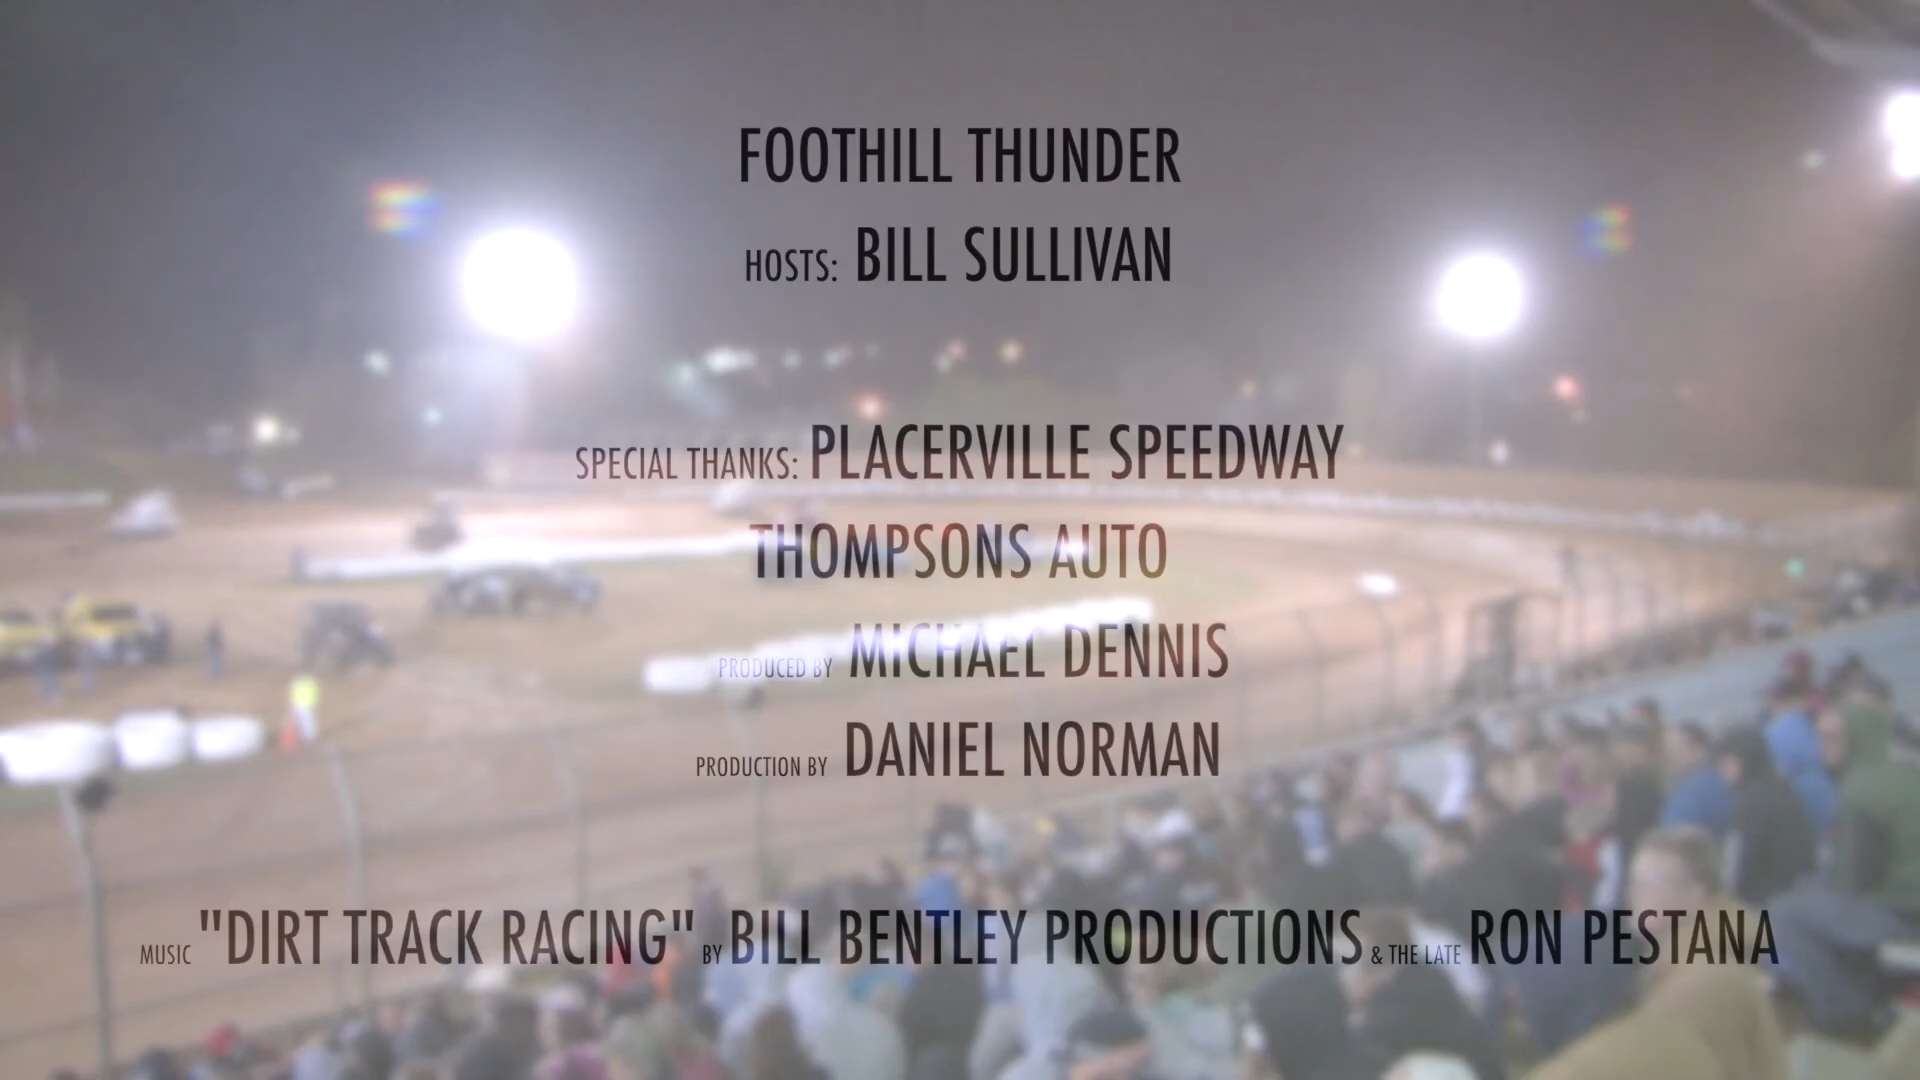 FOOTHILL THUNDER
HOSTS: BILL SULLIVAN
SPECIAL THANKS: PLACERVILLE SPEEDWAY
THOMPSONS AUTO
PRODUCED BY MICHAEL DENNIS
PRODUCTION BY DANIEL NORMAN
MUSIC "DIRT TRACK RACING" BY BILL BENTLEY PRODUCTIONS & THE LATE RON PESTANA